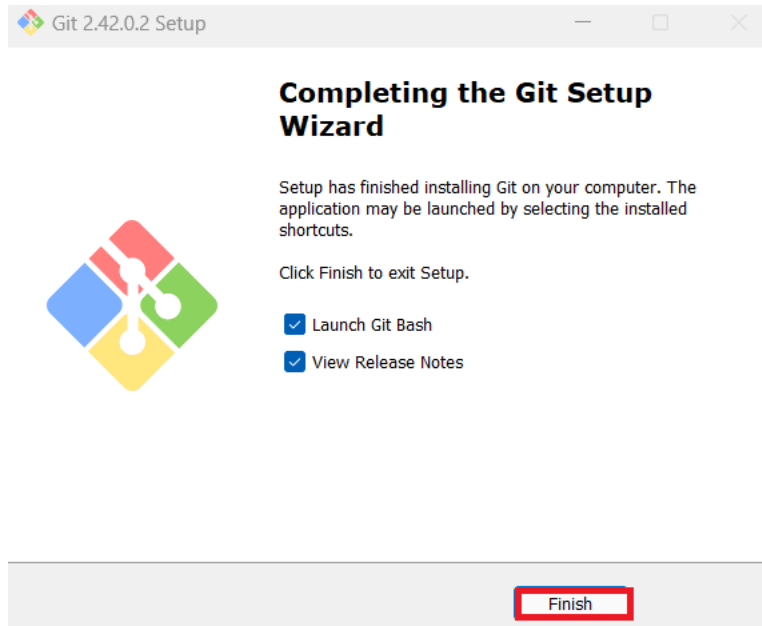 Git 2.42.0.2 Setup
Completing the Git Setup
Wizard
Setup has finished installing Git on your computer. The
application may be launched by selecting the installed
shortcuts.
Click Finish to exit Setup.
Launch Git Bash
View Release Notes
Finish